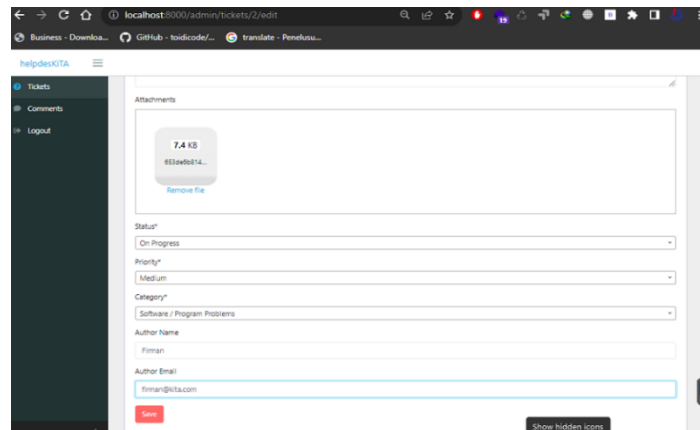 localhost:8000/admin/tickets/2/edit
19
Business - Downloa...
GitHub - toidicode/...
translate - Penelusu...
helpdesKITA
Tickets
Comments
Logout
Attachments
7.4 KB
653de6b814...
Remove file
Status*
On Progress
Priority*
Medium
Category*
Software / Program Problems
Author Name
Firman
Author Email
firman@kita.com
Save
Show hidden icons